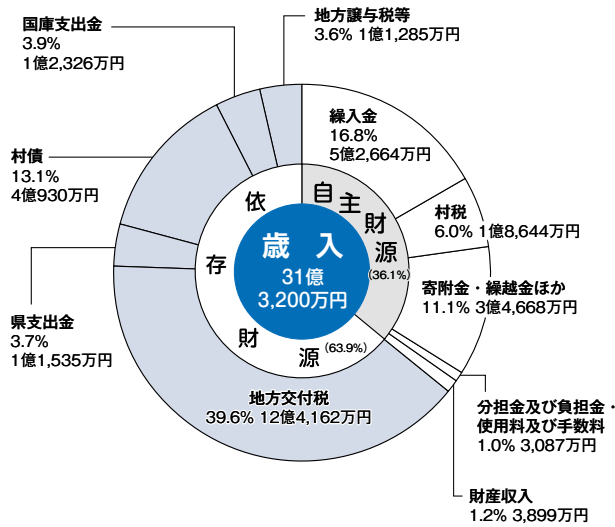 国庫支出金
3.9%
1億2,326万円
地方譲与税等
3.6% 1億1,285万円
繰入金
16.8%
5億2,664万円
村債
13.1%
4億930万円
村税
6.0% 1億8,644万円
寄附金・繰越金ほか
11.1% 3億4,668万円
自主財源
(36.1%)
歳 入
31億
3,200万円
依存財源
(63.9%)
県支出金
3.7%
1億1,535万円
地方交付税
39.6% 12億4,162万円
分担金及び負担金・
使用料及び手数料
1.0% 3,087万円
財産収入
1.2% 3,899万円